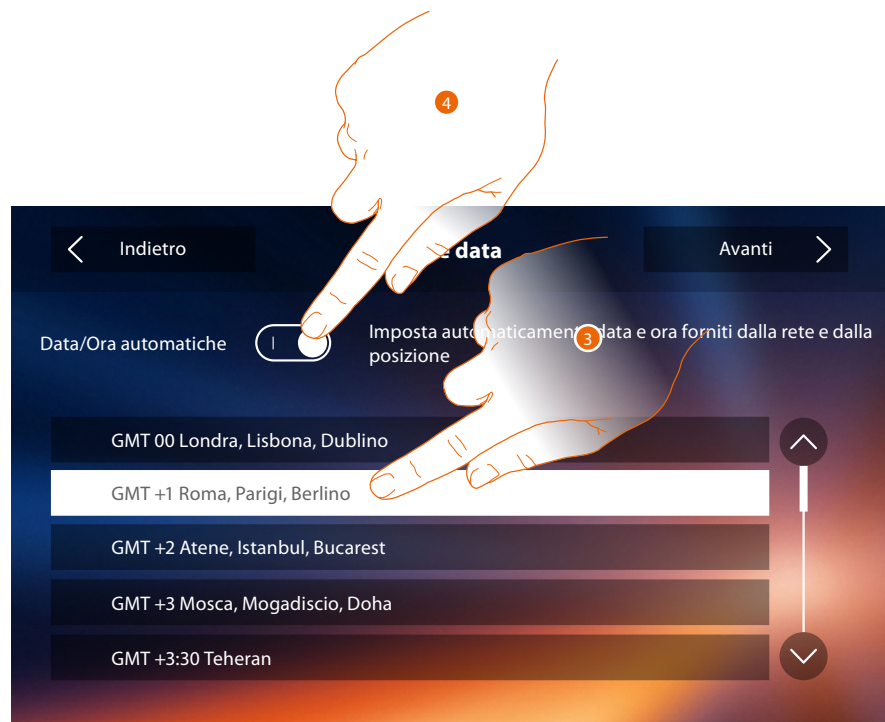 4
Indietro
e data
Avanti
Data/Ora automatiche
Imposta automaticamente data e ora forniti dalla rete e dalla
posizione
3
GMT 00 Londra, Lisbona, Dublino
GMT +1 Roma, Parigi, Berlino
GMT +2 Atene, Istanbul, Bucarest
GMT +3 Mosca, Mogadiscio, Doha
GMT +3:30 Teheran